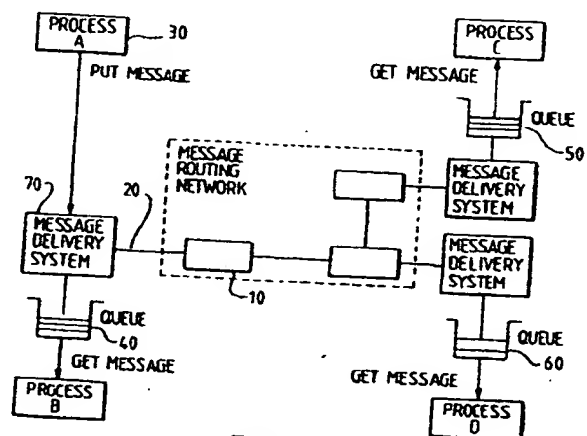 PROCESS
A
30
PUT MESSAGE
PROCESS
C
GET MESSAGE
QUEUE
50
MESSAGE
ROUTING
NETWORK
MESSAGE
DELIVERY
SYSTEM
70
20
MESSAGE
DELIVERY
SYSTEM
MESSAGE
DELIVERY
SYSTEM
10
QUEUE
40
GET MESSAGE
PROCESS
B
QUEUE
60
GET MESSAGE
PROCESS
D